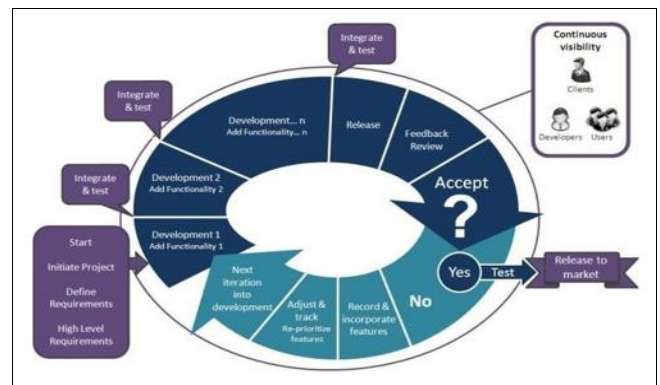 Start
Initiate Project
Define
Requirements
High Level
Requirements
Integrate
& test
Development 1
Add Functionality 1
Integrate
& test
Development 2
Add Functionality 2
Integrate
& test
Development... n
Add Functionality... n
Release
Feedback
Review
Accept
?
Yes
Test
Release to
market
No
Record &
incorporate
features
Adjust &
track
Re-prioritive
features
Next
iteration
into
development
Continuous
visibility
Clients
Developers
Users